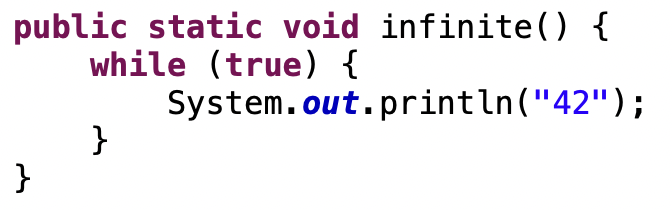 public static void infinite() {
    while (true) {
        System.out.println("42");
    }
}